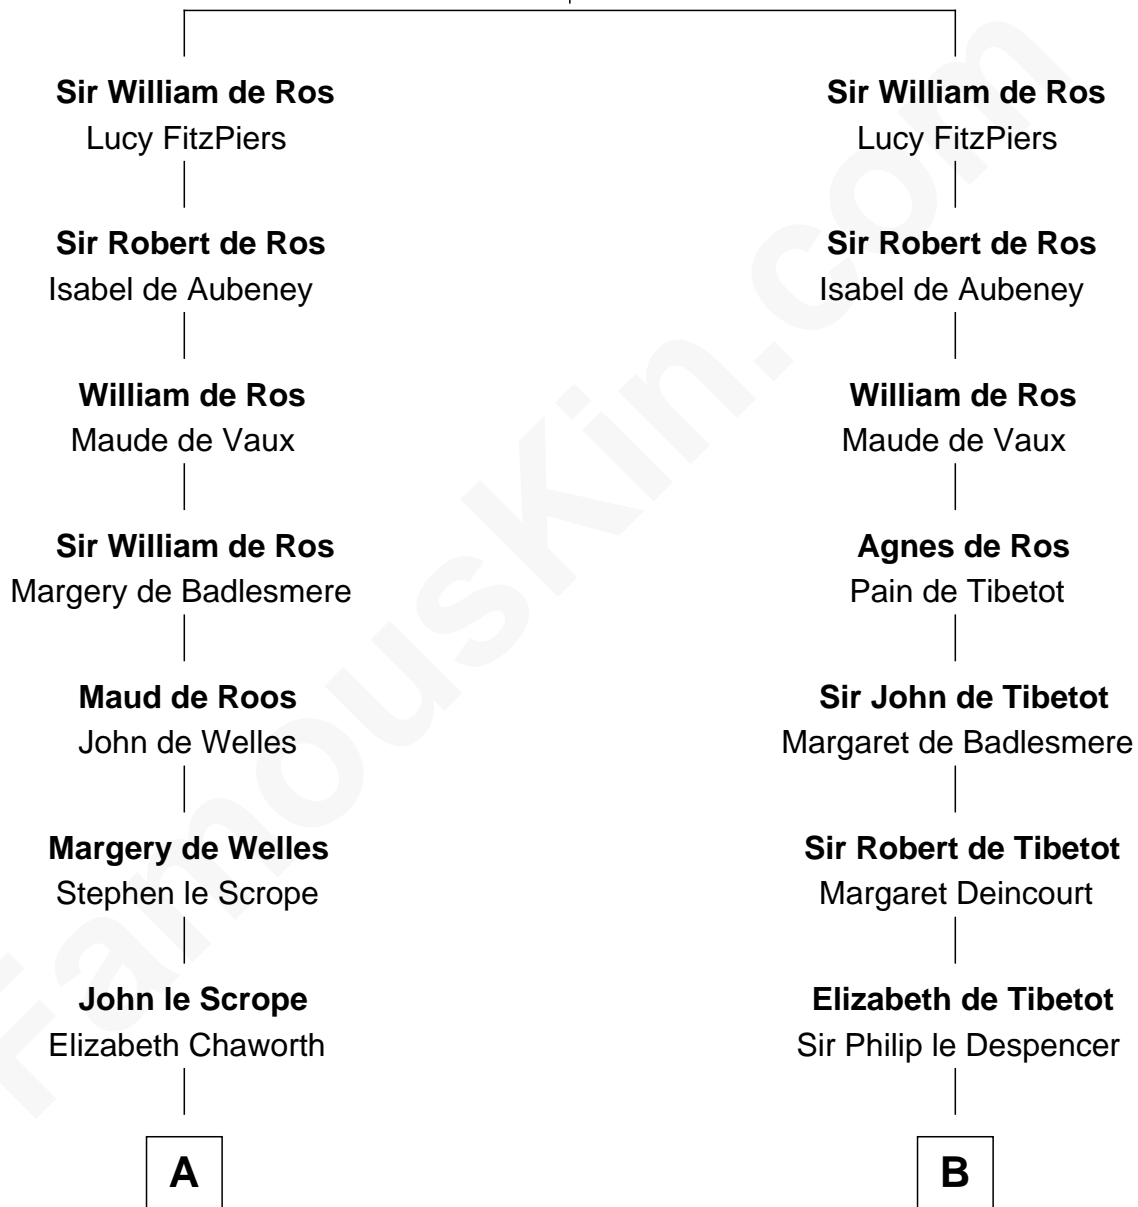 Sir William de Ros
Lucy FitzPiers
Sir Robert de Ros
Isabel de Aubeney
William de Ros
Maude de Vaux
Sir William de Ros
Margery de Badlesmere
Maud de Roos
John de Welles
Margery de Welles
Stephen le Scrope
John le Scrope
Elizabeth Chaworth
A
Sir William de Ros
Lucy FitzPiers
Sir Robert de Ros
Isabel de Aubeney
William de Ros
Maude de Vaux
Agnes de Ros
Pain de Tibetot
Sir John de Tibetot
Margaret de Badlesmere
Sir Robert de Tibetot
Margaret Deincourt
Elizabeth de Tibetot
Sir Philip le Despencer
B
FamousKin.com